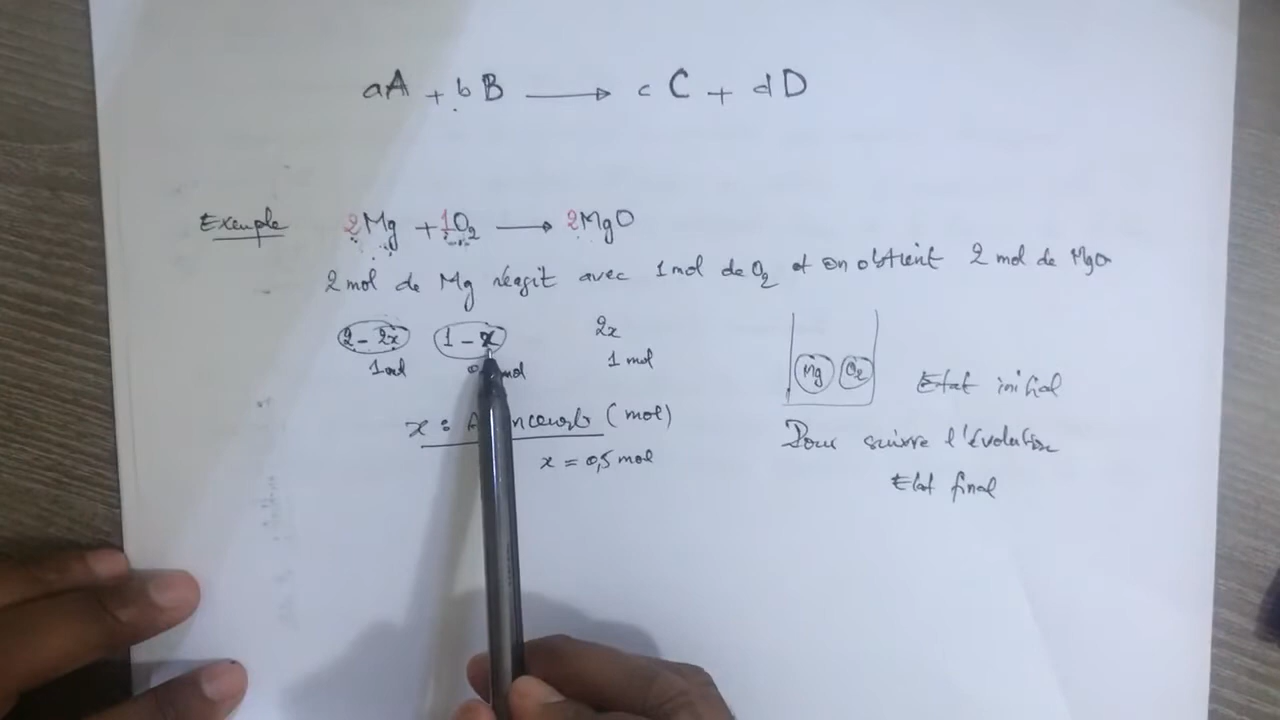 aA + bB → cC + dD
Exemple 2Mg + 1O₂ → 2MgO
2 mol de Mg réagit avec 1 mol de O₂ et on obtient 2 mol de MgO
2 - 2x 1 - x 2x
1 mol mol 1 mol
x : (mol)
x = 0,5 mol
Mg O₂ Etat initial
Pour suivre l'évolution
Etat final